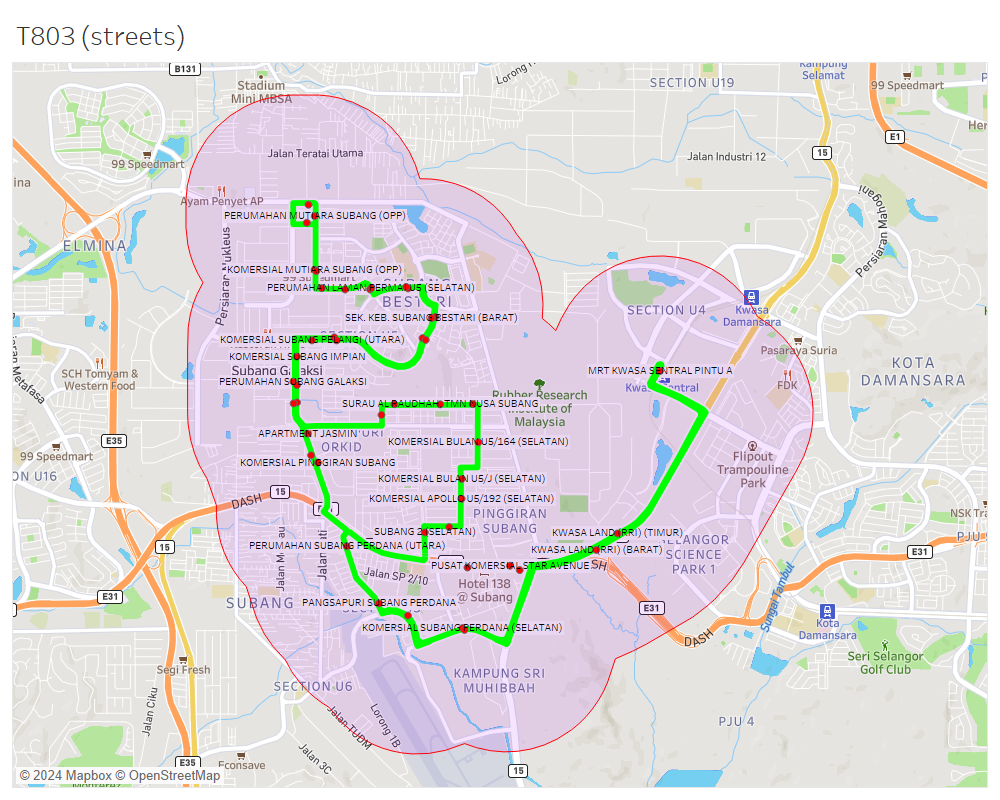 T803 (streets)
B131
Lorong
Kampung
Selamat
SECTION U19
99 Speedmart
Stadium
Mini MBSA
E1
15
Jalan Teratai Utama
Jalan Industri 12
99 Speedmart
ina
Ayam Penyet AP
PERUMAHAN MUTIARA SUBANG (OPP)
Persiaran Mahogani
ELMINA
Persiaran Nukleus
KOMERSIAL MUTIARA SUBANG (OPP)
99 Speedmart
PERUMAHAN LAMAN PERMAI U5 (SELATAN)
BESTARI
SEK. KEB. SUBANG BESTARI (BARAT)
SECTION U4
Kwasa
Damansara
KOMERSIAL SUBANG PELANGI (UTARA)
KOMERSIAL SUBANG IMPIAN
Subang Galaksi
PERUMAHAN SUBANG GALAKSI
MRT KWASA SENTRAL PINTU A
Pasaraya Suria
FDK
KOTA
DAMANSARA
SCH Tomyam &
Western Food
SURAU AL RAUDHAH TMN NUSA SUBANG
Rubber Research
Institute of
Malaysia
APARTMENT JASMIN
ORKID
KOMERSIAL BULAN U5/164 (SELATAN)
E35
99 Speedmart
KOMERSIAL PINGGIRAN SUBANG
KOMERSIAL BULAN U5/J (SELATAN)
Flipout
Trampouline
Park
ON U16
15
DASH
KOMERSIAL APOLLO U5/192 (SELATAN)
PINGGIRAN
SUBANG
NSK Trad
PJU
SUBANG 2 (SELATAN)
KWASA LAND (RRI) (TIMUR)
PERUMAHAN SUBANG PERDANA (UTARA)
KWASA LAND (RRI) (BARAT)
SELANGOR
SCIENCE
PARK 1
E31
15
PUSAT KOMERSIAL STAR AVENUE
SH
Jalan SP 2/10
Hotel 138
@ Subang
E31
SUBANG
PANGSAPURI SUBANG PERDANA
E31
Sungai Tambul
DASH
Kota
Damansara
KOMERSIAL SUBANG PERDANA (SELATAN)
Seri Selangor
Golf Club
Segi Fresh
SECTION U6
KAMPUNG SRI
MUHIBBAH
Jalan Ciku
Lorong 1B
Jalan TUDM
Jalan 3C
PJU 4
E35
Econsave
15
© 2024 Mapbox © OpenStreetMap